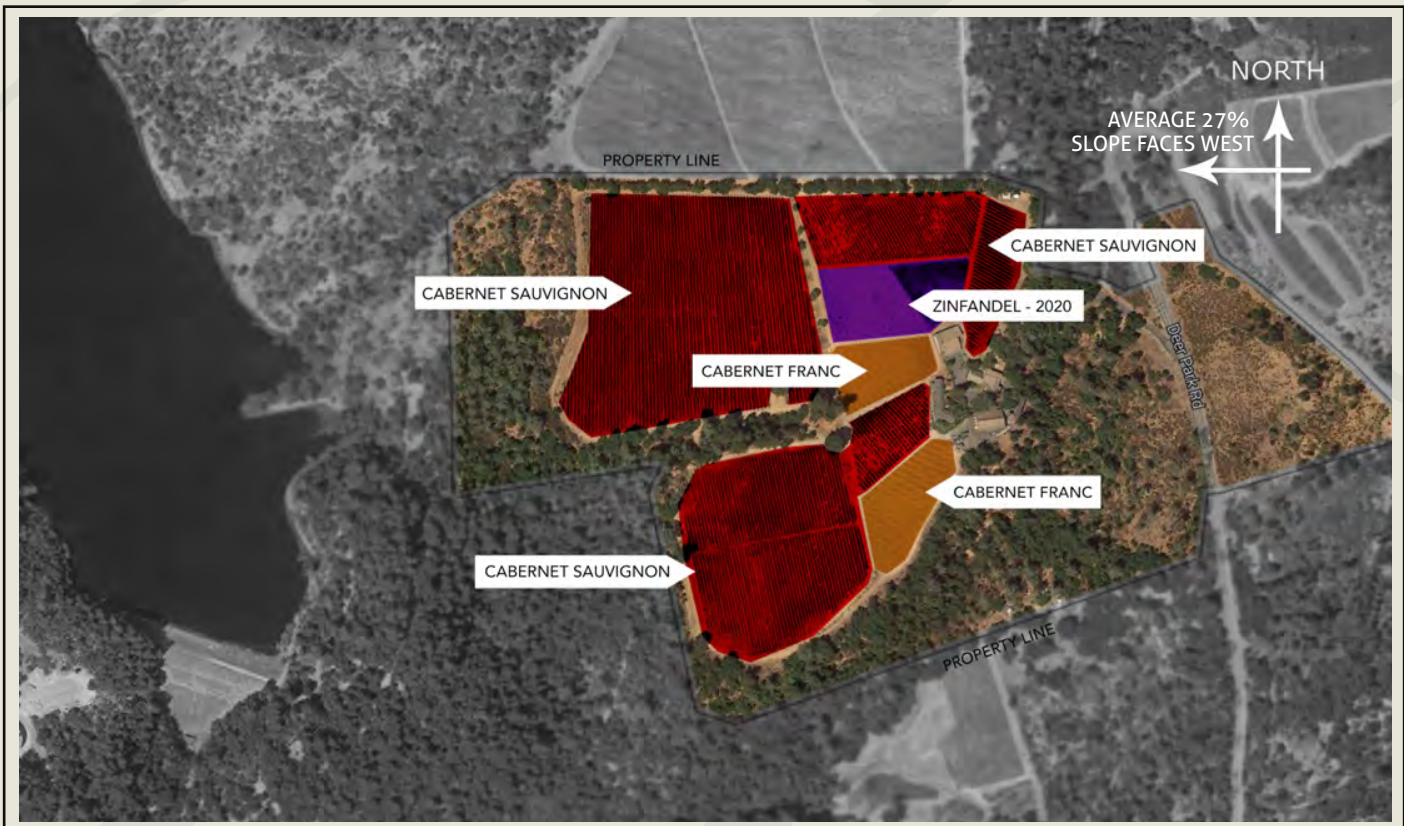 NORTH
AVERAGE 27%
SLOPE FACES WEST
PROPERTY LINE
CABERNET SAUVIGNON
CABERNET SAUVIGNON
ZINFANDEL - 2020
Deer Park Rd
CABERNET FRANC
CABERNET FRANC
CABERNET SAUVIGNON
PROPERTY LINE